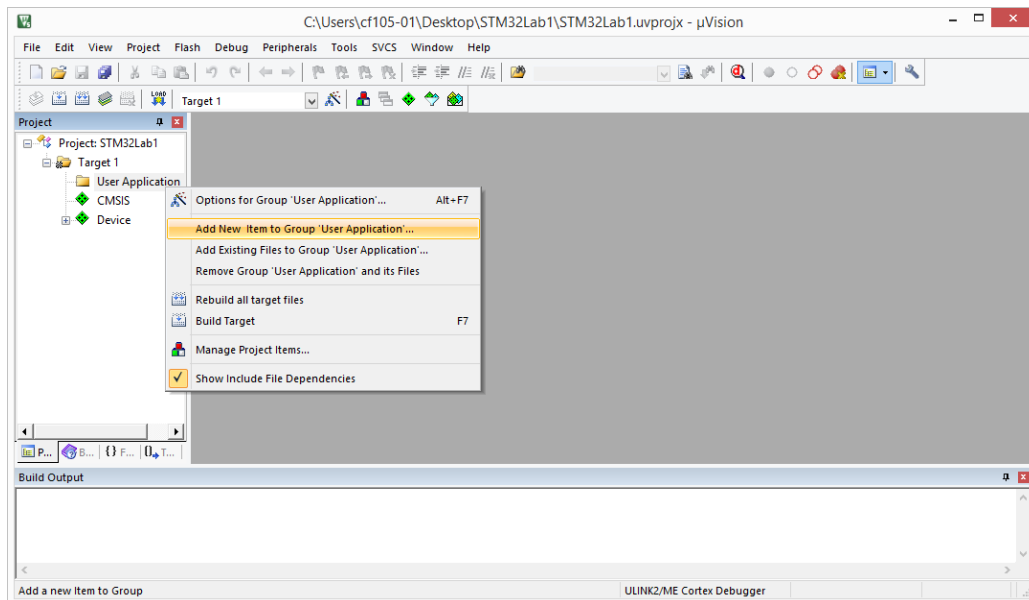 C:\Users\cf105-01\Desktop\STM32Lab1\STM32Lab1.uvprojx - µVision
File Edit View Project Flash Debug Peripherals Tools SVCS Window Help
LOAD Target 1
Project
Project: STM32Lab1
Target 1
User Application
CMSIS
Device
Options for Group 'User Application'... Alt+F7
Add New Item to Group 'User Application'...
Add Existing Files to Group 'User Application'...
Remove Group 'User Application' and its Files
Rebuild all target files
Build Target F7
Manage Project Items...
Show Include File Dependencies
P... B... {} F... 0→ T...
Build Output
Add a new Item to Group ULINK2/ME Cortex Debugger